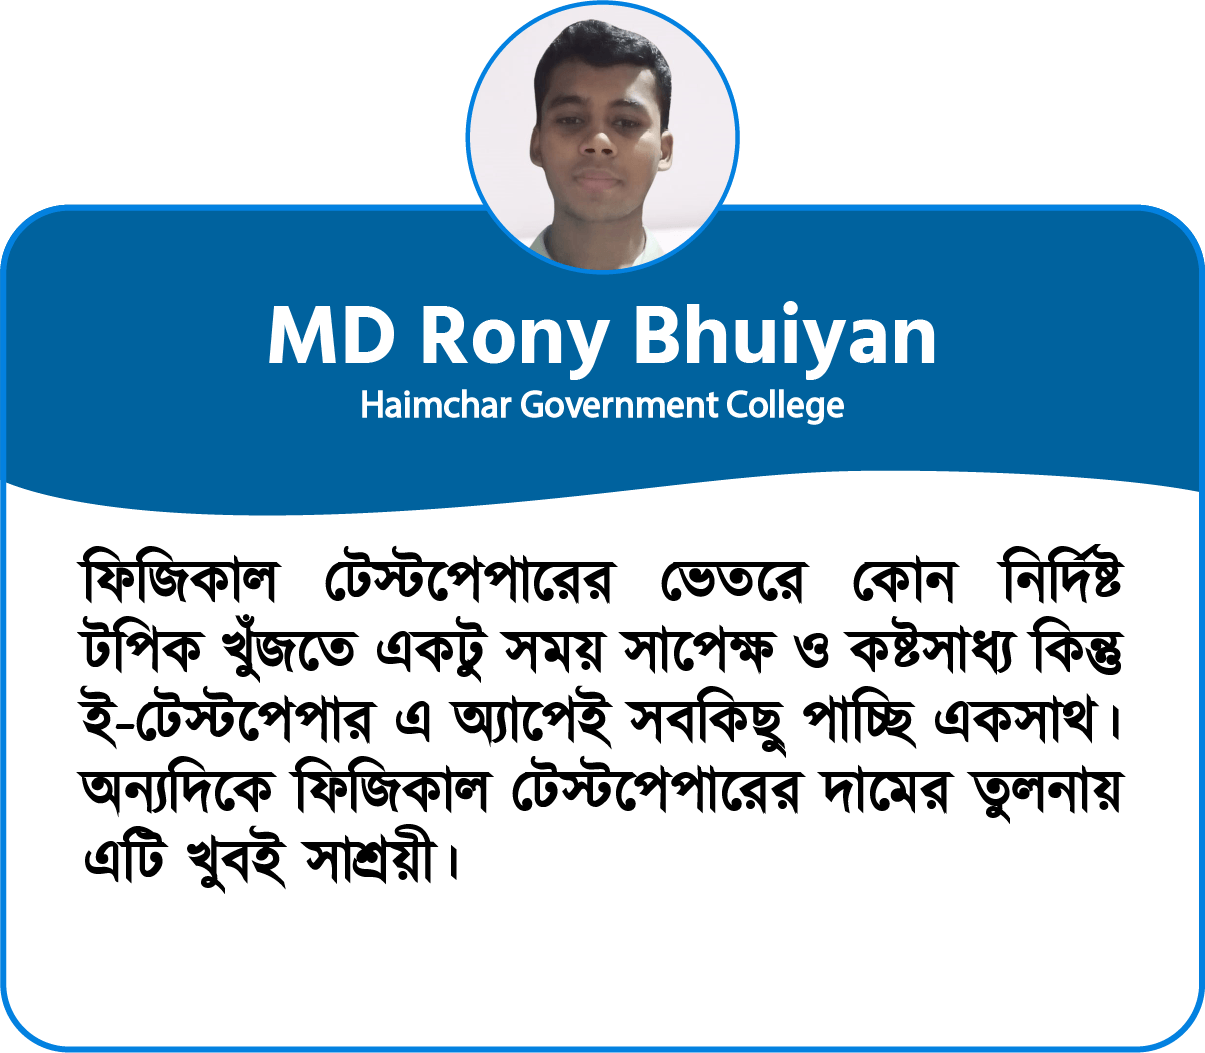 MD Rony Bhuiyan
Haimchar Government College
ফিজিকাল টেস্টপেপারের ভেতরে কোন নির্দিষ্ট
টপিক খুঁজতে একটু সময় সাপেক্ষ ও কষ্টসাধ্য কিন্তু
ই-টেস্টপেপার এ অ্যাপেই সবকিছু পাচ্ছি একসাথ।
অন্যদিকে ফিজিকাল টেস্টপেপারের দামের তুলনায়
এটি খুবই সাশ্রয়ী।